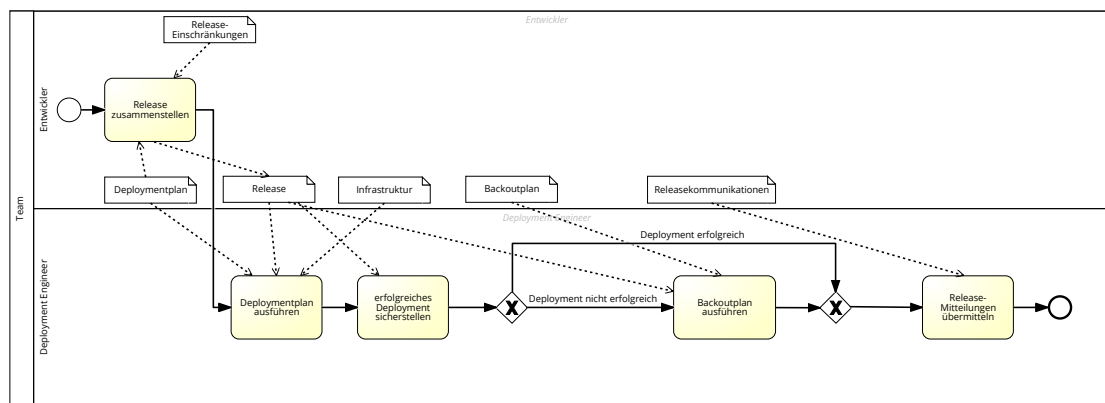 Entwickler
Release-
Einschränkungen
Team
Entwickler
Release
zusammenstellen
Deploymentplan
Release
Infrastruktur
Backoutplan
Releasekommunikationen
Deployment Engineer
Deployment erfolgreich
Deployment Engineer
Deploymentplan
ausführen
erfolgreiches
Deployment
sicherstellen
X
Deployment nicht erfolgreich
Backoutplan
ausführen
X
Release-
Mitteilungen
übermitteln